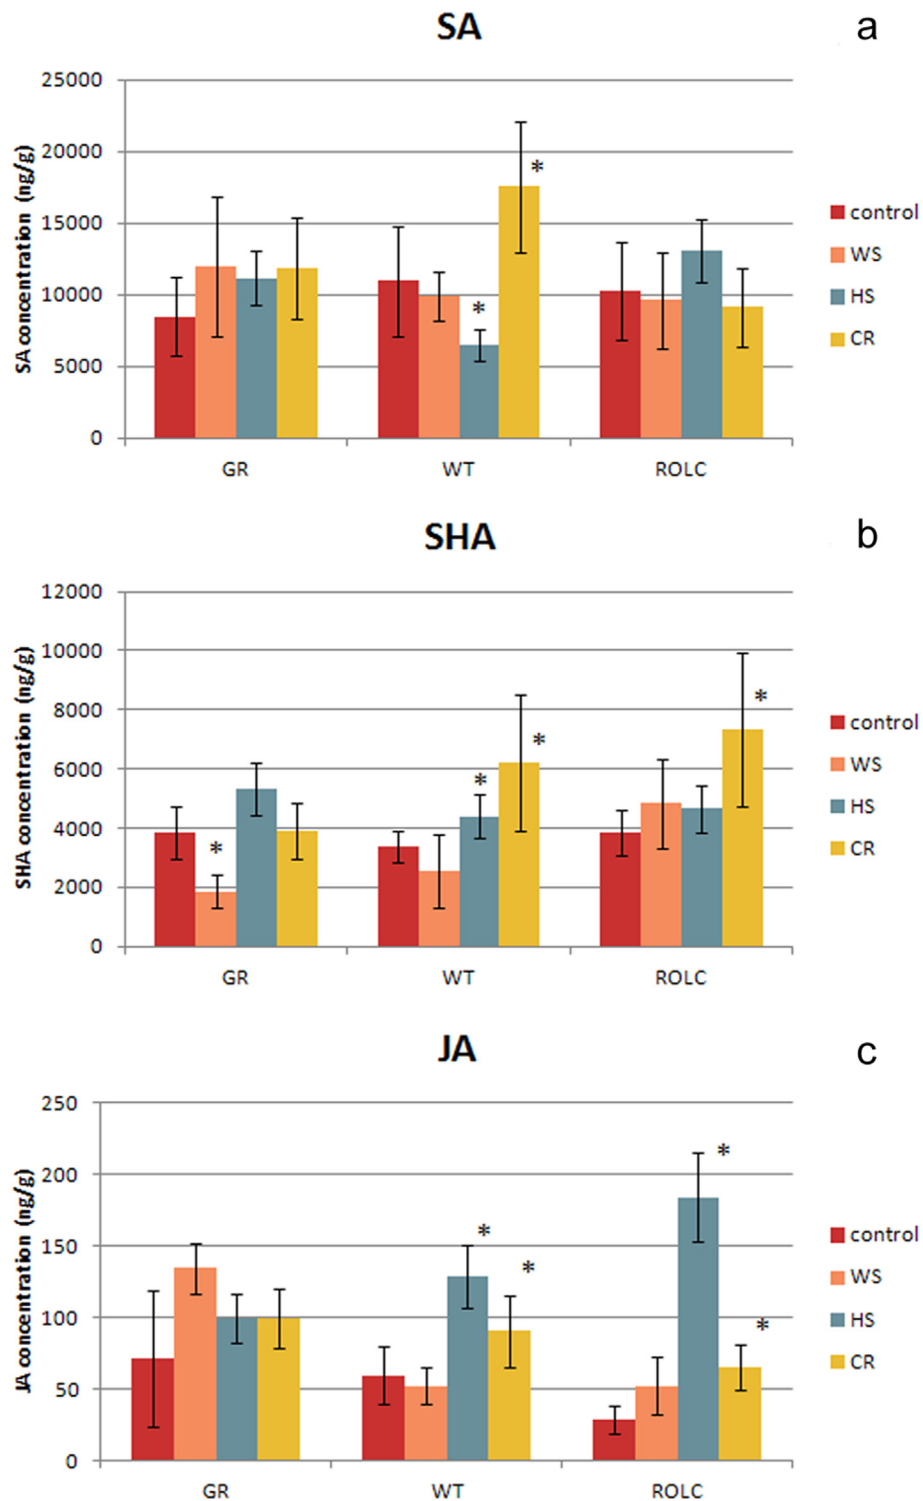 SA a
25000
20000
15000
10000
5000
0
SA concentration (ng/g)
* *
GR WT ROLC
control
WS
HS
CR
SHA b
12000
10000
8000
6000
4000
2000
0
SHA concentration (ng/g)
* * * *
GR WT ROLC
control
WS
HS
CR
JA c
250
200
150
100
50
0
JA concentration (ng/g)
* * * *
GR WT ROLC
control
WS
HS
CR